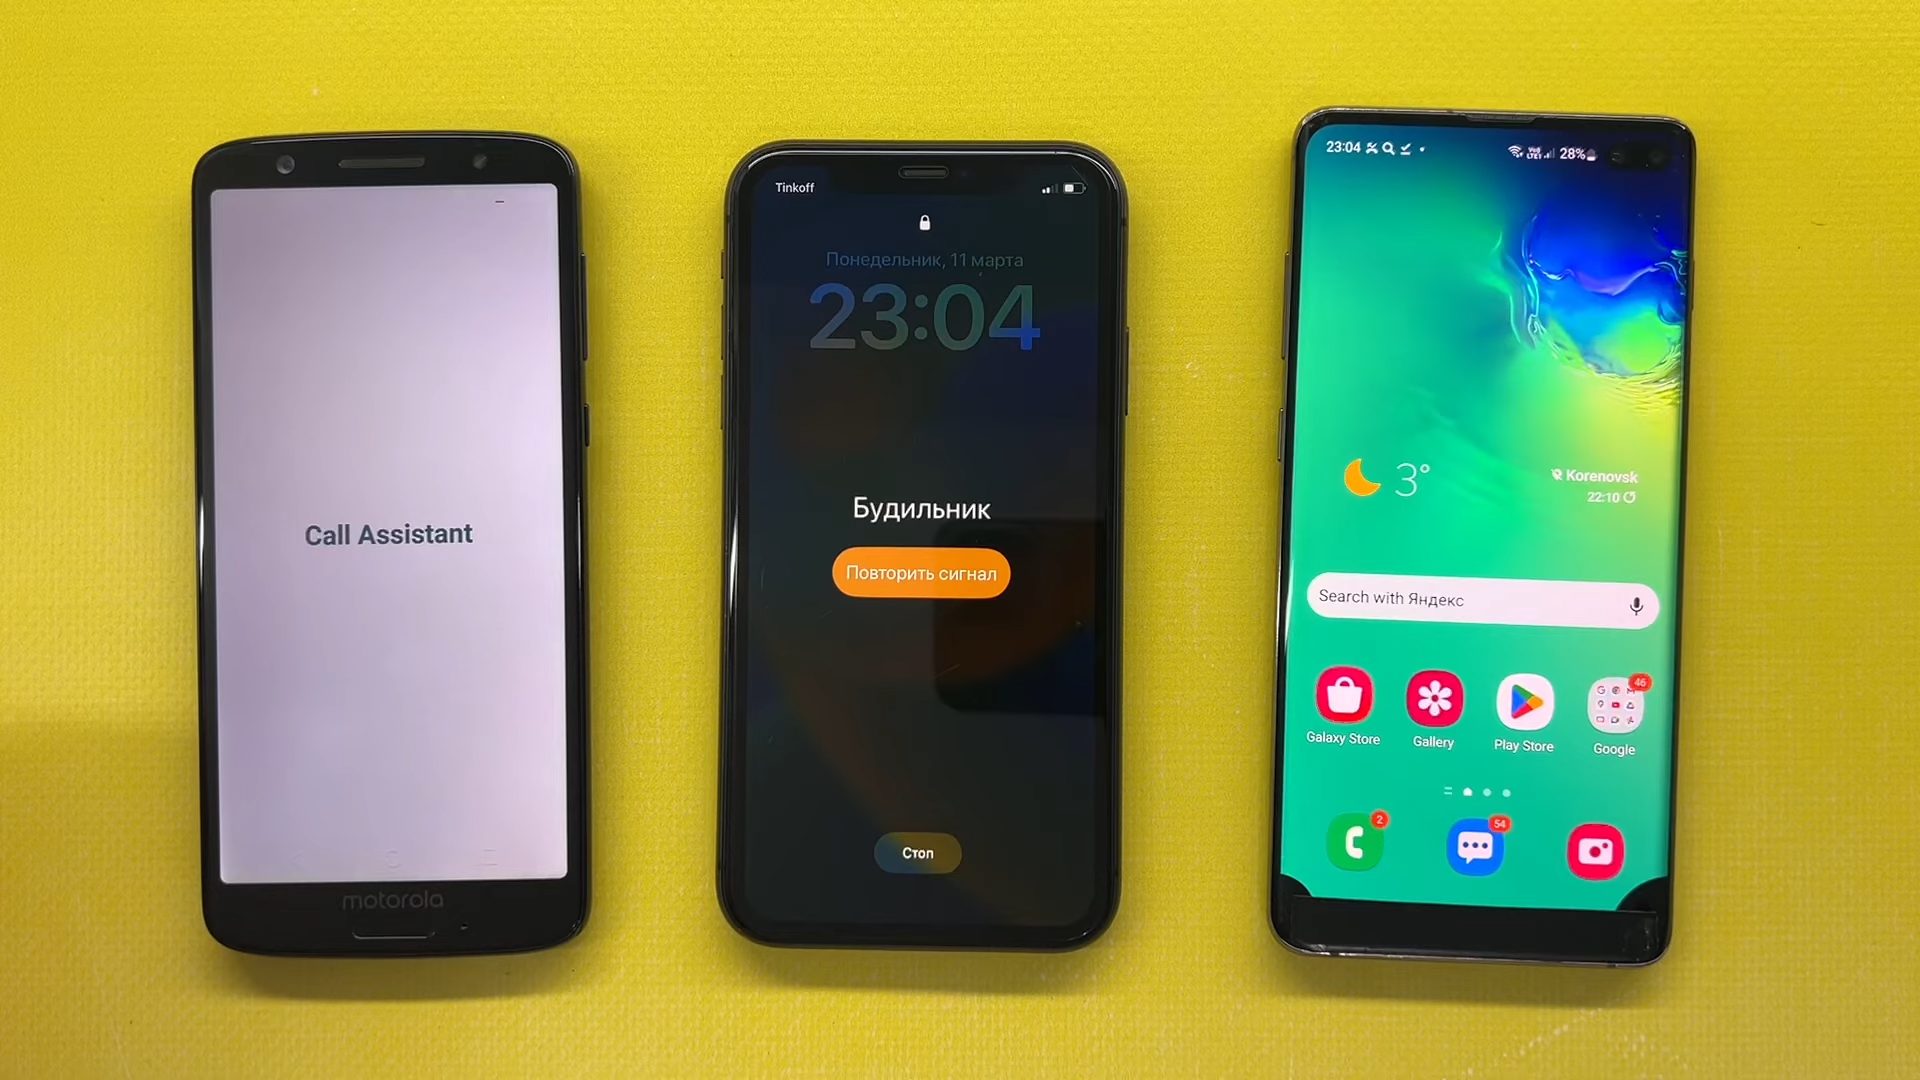 Call Assistant
motorola
Tinkoff
Понедельник, 11 марта
23:04
Будильник
Повторить сигнал
Стоп
23:04
28%
3°
Korenovsk
22:10
Search with Яндекс
46
Galaxy Store
Gallery
Play Store
Google
2
54